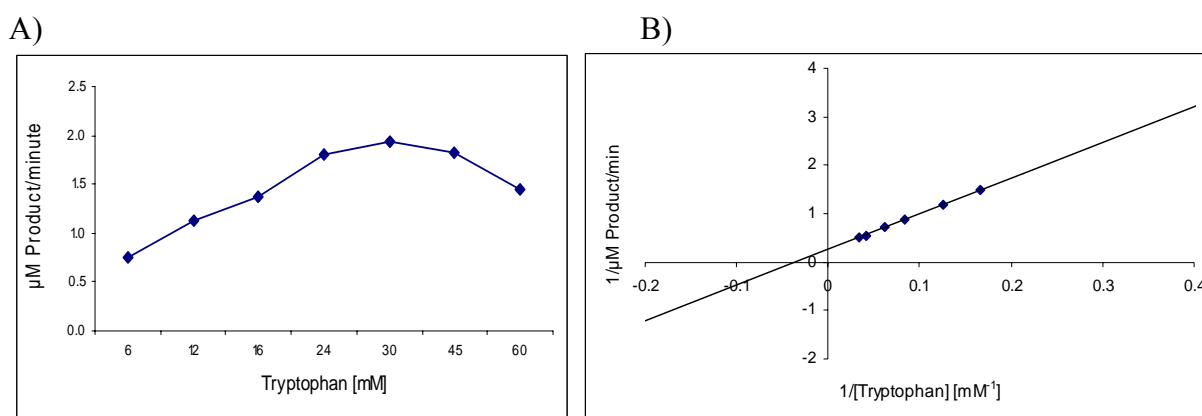 A)
2.5
2.0
1.5
1.0
0.5
0.0
µM Product/minute
6 12 16 24 30 45 60
Tryptophan [mM]
B)
4
3
2
1
0
-1
-2
1/µM Product/min
-0.2 -0.1 0 0.1 0.2 0.3 0.4
1/[Tryptophan] [mM⁻¹]